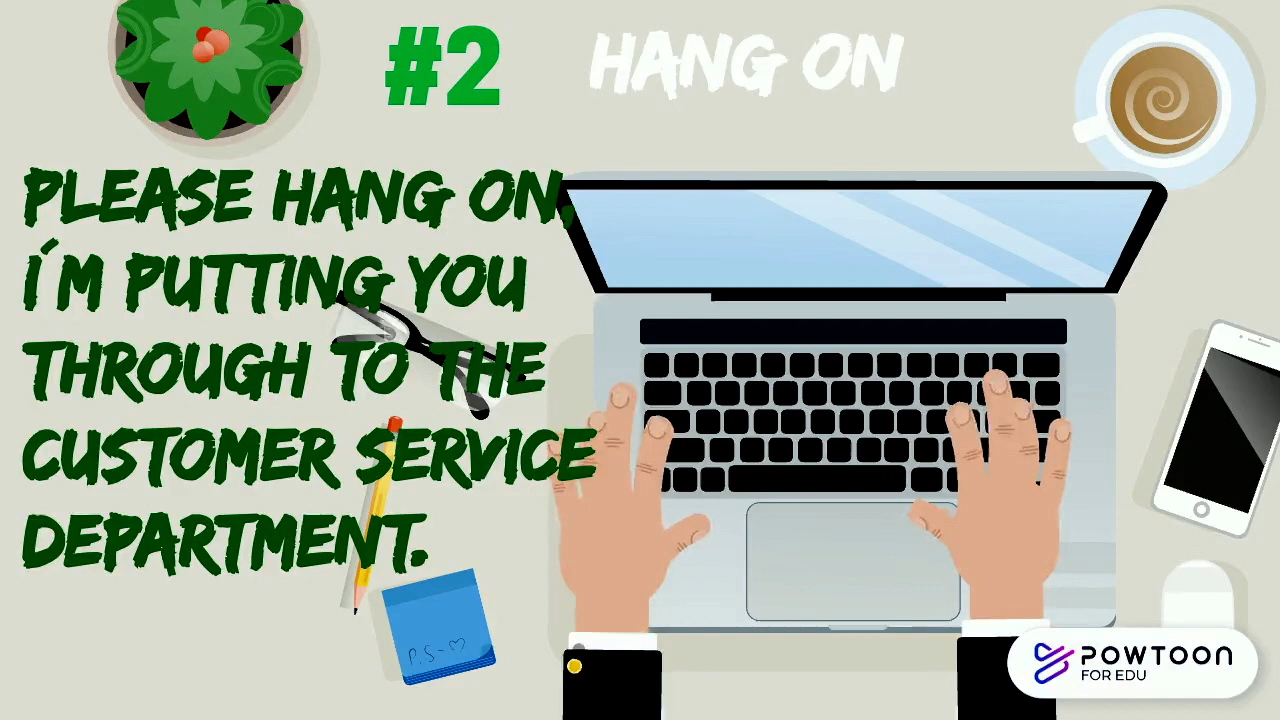 #2 HANG ON
PLEASE HANG ON,
I´M PUTTING YOU
THROUGH TO THE
CUSTOMER SERVICE
DEPARTMENT.
P.S-♡
POWTOON
FOR EDU